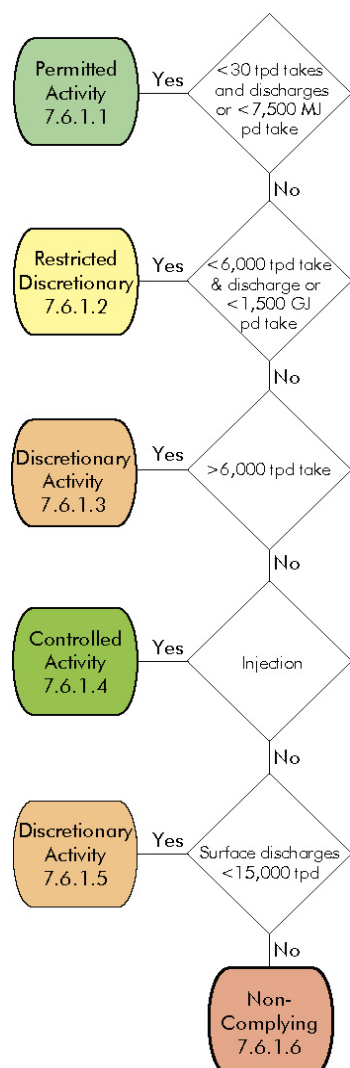 Permitted
Activity
7.6.1.1
Yes
<30 tpd takes
and discharges
or <7,500 MJ
pd take
No
Restricted
Discretionary
7.6.1.2
Yes
<6,000 tpd take
& discharge or
<1,500 GJ
pd take
No
Discretionary
Activity
7.6.1.3
Yes
>6,000 tpd take
No
Controlled
Activity
7.6.1.4
Yes
Injection
No
Discretionary
Activity
7.6.1.5
Yes
Surface discharges
<15,000 tpd
No
Non-
Complying
7.6.1.6